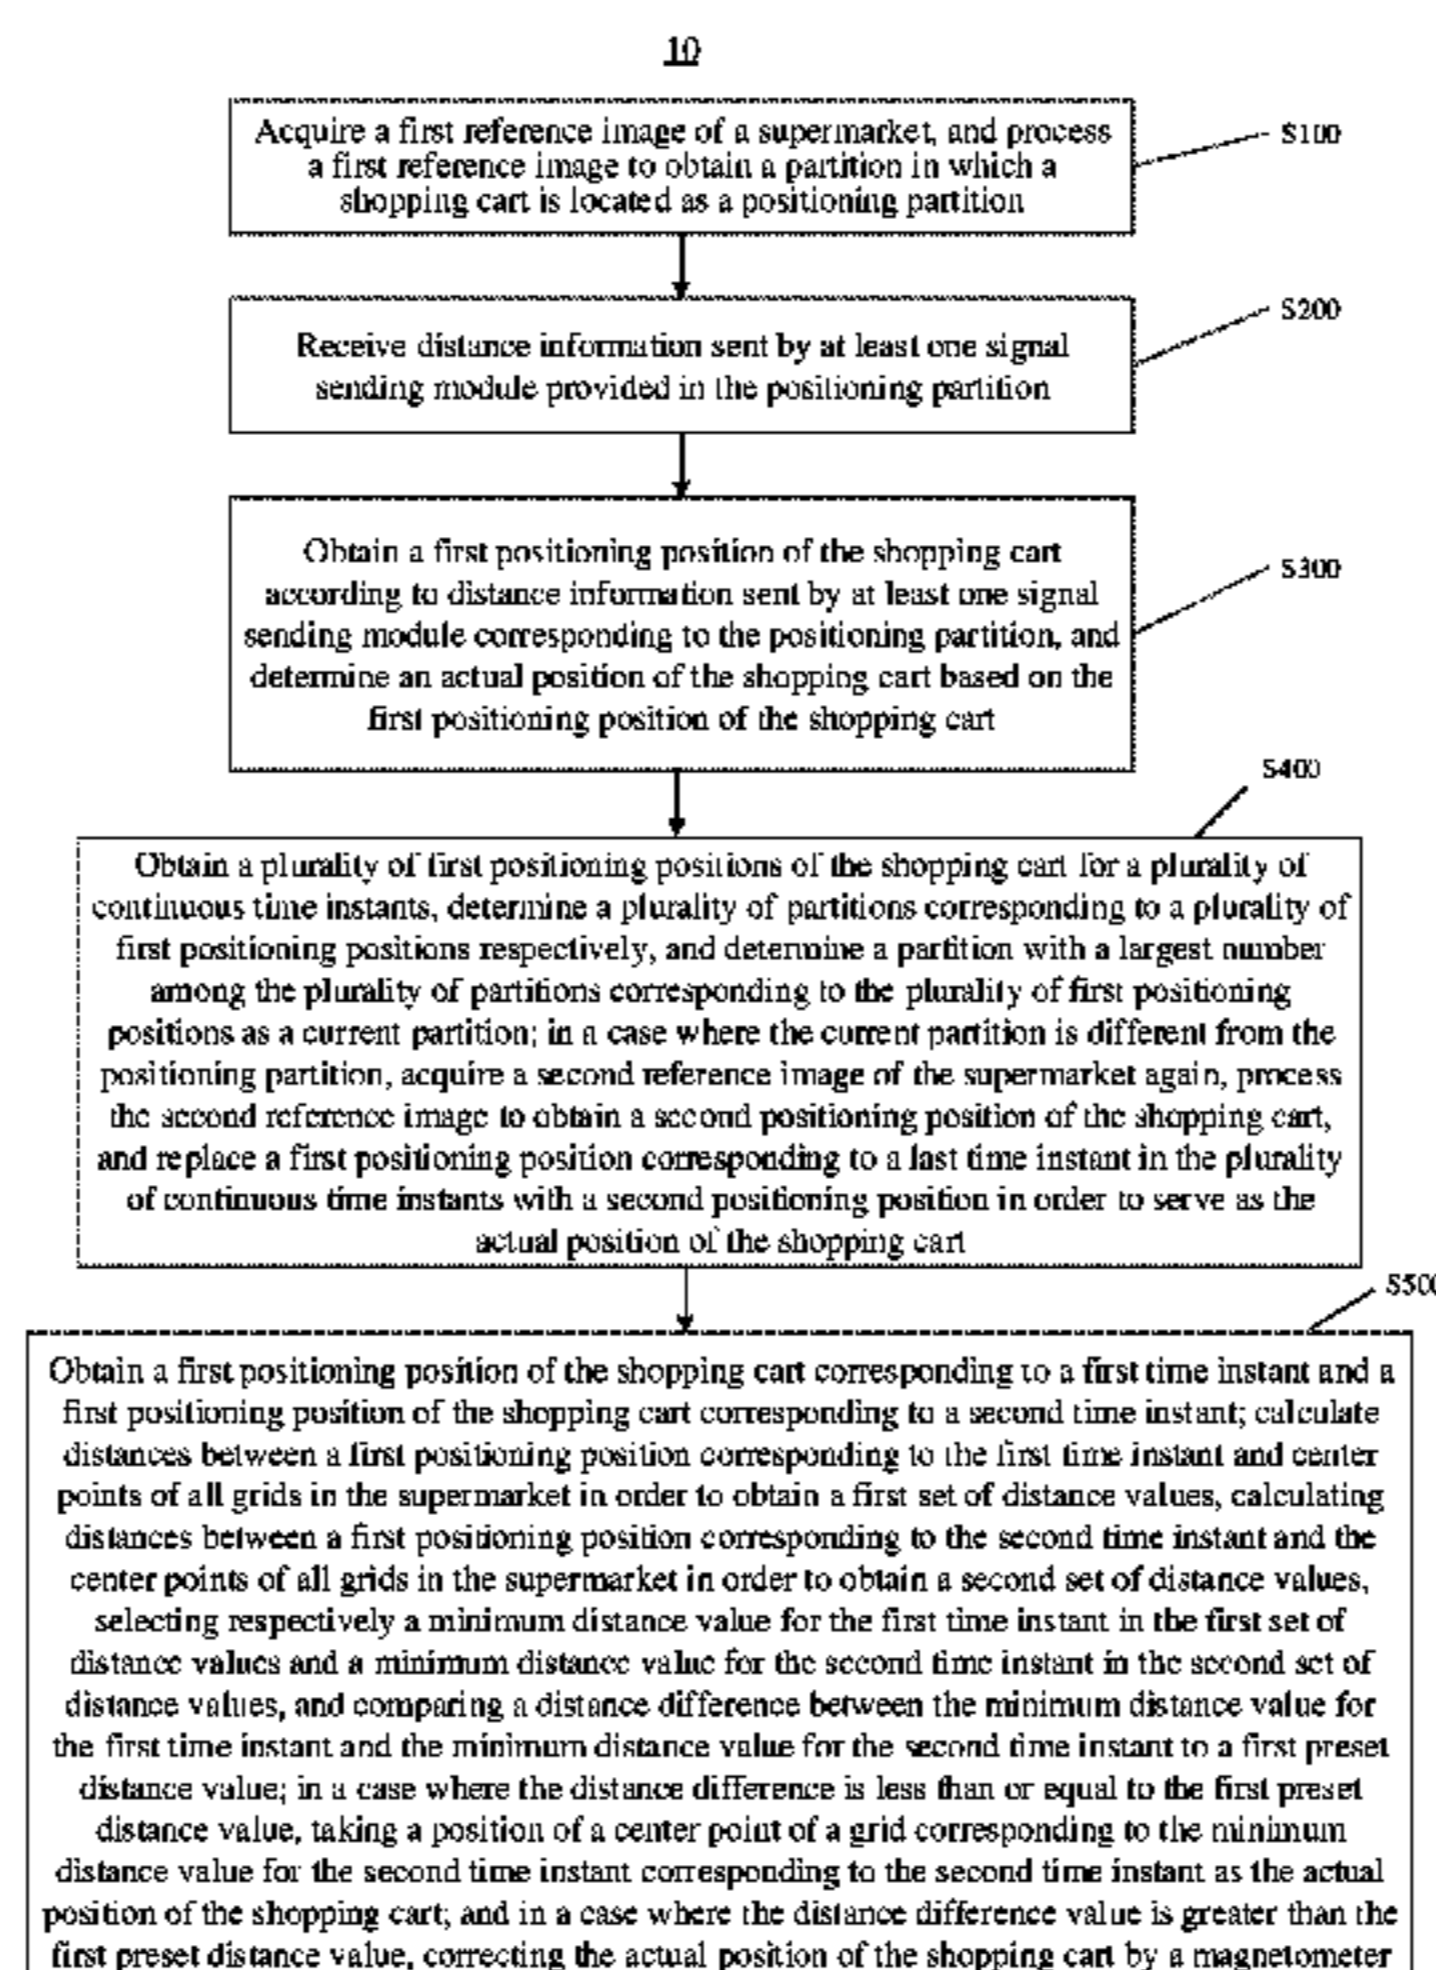 10
Acquire a first reference image of a supermarket, and process
a first reference image to obtain a partition in which a
shopping cart is located as a positioning partition
S100
Receive distance information sent by at least one signal
sending module provided in the positioning partition
S200
Obtain a first positioning position of the shopping cart
according to distance information sent by at least one signal
sending module corresponding to the positioning partition, and
determine an actual position of the shopping cart based on the
first positioning position of the shopping cart
S300
S400
Obtain a plurality of first positioning positions of the shopping cart for a plurality of
continuous time instants, determine a plurality of partitions corresponding to a plurality of
first positioning positions respectively, and determine a partition with a largest number
among the plurality of partitions corresponding to the plurality of first positioning
positions as a current partition; in a case where the current partition is different from the
positioning partition, acquire a second reference image of the supermarket again, process
the second reference image to obtain a second positioning position of the shopping cart,
and replace a first positioning position corresponding to a last time instant in the plurality
of continuous time instants with a second positioning position in order to serve as the
actual position of the shopping cart
S500
Obtain a first positioning position of the shopping cart corresponding to a first time instant and a
first positioning position of the shopping cart corresponding to a second time instant; calculate
distances between a first positioning position corresponding to the first time instant and center
points of all grids in the supermarket in order to obtain a first set of distance values, calculating
distances between a first positioning position corresponding to the second time instant and the
center points of all grids in the supermarket in order to obtain a second set of distance values,
selecting respectively a minimum distance value for the first time instant in the first set of
distance values and a minimum distance value for the second time instant in the second set of
distance values, and comparing a distance difference between the minimum distance value for
the first time instant and the minimum distance value for the second time instant to a first preset
distance value; in a case where the distance difference is less than or equal to the first preset
distance value, taking a position of a center point of a grid corresponding to the minimum
distance value for the second time instant corresponding to the second time instant as the actual
position of the shopping cart; and in a case where the distance difference value is greater than the
first preset distance value, correcting the actual position of the shopping cart by a magnetometer